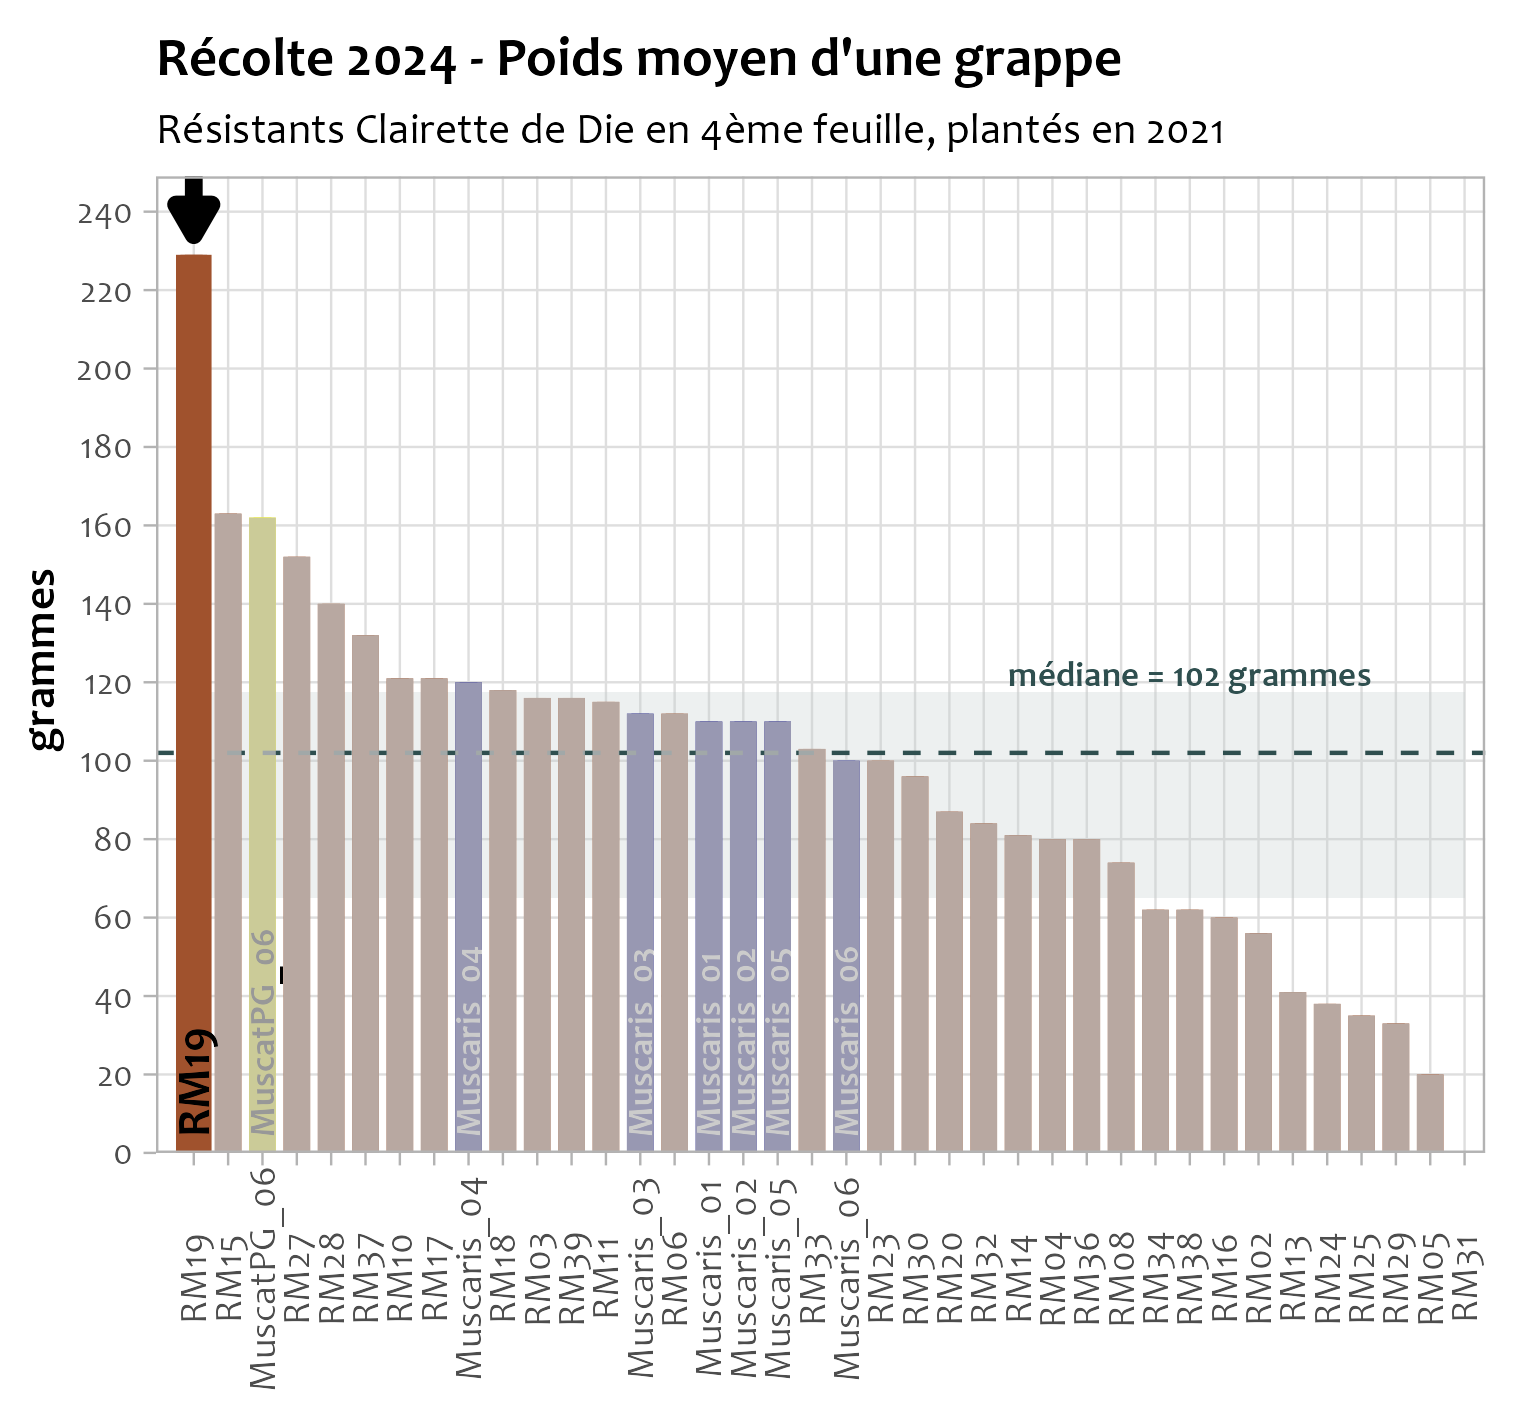 Récolte 2024 - Poids moyen d'une grappe
Résistants Clairette de Die en 4ème feuille, plantés en 2021
grammes
240
220
200
180
160
140
120
100
80
60
40
20
0
médiane = 102 grammes
RM19
MuscatPG_06
Muscaris_04
Muscaris_03
Muscaris_01
Muscaris_02
Muscaris_05
Muscaris_06
RM19
RM15
MuscatPG_06
RM27
RM28
RM37
RM10
RM17
Muscaris_04
RM18
RM03
RM39
RM11
Muscaris_03
RM06
Muscaris_01
Muscaris_02
Muscaris_05
RM33
Muscaris_06
RM23
RM30
RM20
RM32
RM14
RM04
RM36
RM08
RM34
RM38
RM16
RM02
RM13
RM24
RM25
RM29
RM05
RM31